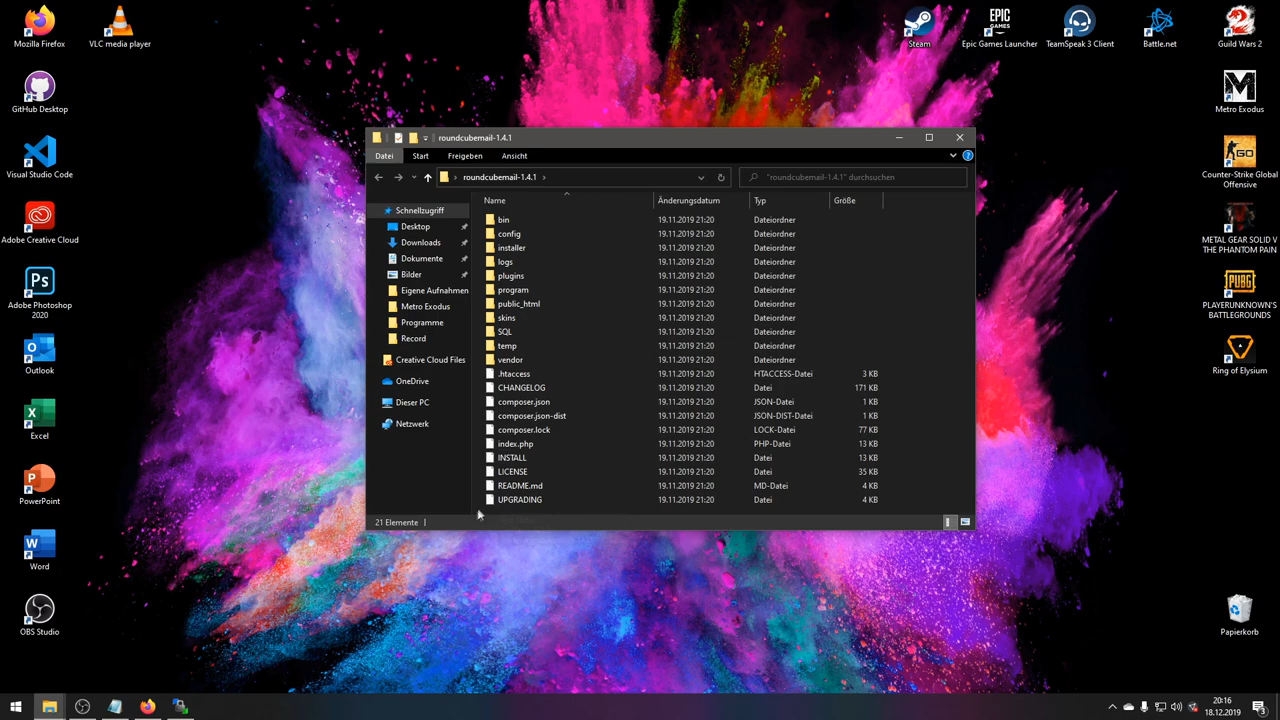 Mozilla Firefox
VLC media player
GitHub Desktop
Visual Studio Code
Adobe Creative Cloud
Adobe Photoshop
2020
Outlook
Excel
PowerPoint
Word
OBS Studio
Steam
Epic Games Launcher
TeamSpeak 3 Client
Battle.net
Guild Wars 2
Metro Exodus
Counter-Strike Global
Offensive
METAL GEAR SOLID V
THE PHANTOM PAIN
PLAYERUNKNOWN'S
BATTLEGROUNDS
Ring of Elysium
Papierkorb
roundcubemail-1.4.1
Datei Start Freigeben Ansicht
roundcubemail-1.4.1
"roundcubemail-1.4.1" durchsuchen
Schnellzugriff
Desktop
Downloads
Dokumente
Bilder
Eigene Aufnahmen
Metro Exodus
Programme
Record
Creative Cloud Files
OneDrive
Dieser PC
Netzwerk
Name Änderungsdatum Typ Größe
bin 19.11.2019 21:20 Dateiordner
config 19.11.2019 21:20 Dateiordner
installer 19.11.2019 21:20 Dateiordner
logs 19.11.2019 21:20 Dateiordner
plugins 19.11.2019 21:20 Dateiordner
program 19.11.2019 21:20 Dateiordner
public_html 19.11.2019 21:20 Dateiordner
skins 19.11.2019 21:20 Dateiordner
SQL 19.11.2019 21:20 Dateiordner
temp 19.11.2019 21:20 Dateiordner
vendor 19.11.2019 21:20 Dateiordner
.htaccess 19.11.2019 21:20 HTACCESS-Datei 3 KB
CHANGELOG 19.11.2019 21:20 Datei 171 KB
composer.json 19.11.2019 21:20 JSON-Datei 1 KB
composer.json-dist 19.11.2019 21:20 JSON-DIST-Datei 1 KB
composer.lock 19.11.2019 21:20 LOCK-Datei 77 KB
index.php 19.11.2019 21:20 PHP-Datei 13 KB
INSTALL 19.11.2019 21:20 Datei 13 KB
LICENSE 19.11.2019 21:20 Datei 35 KB
README.md 19.11.2019 21:20 MD-Datei 4 KB
UPGRADING 19.11.2019 21:20 Datei 4 KB
21 Elemente
20:16
18.12.2019